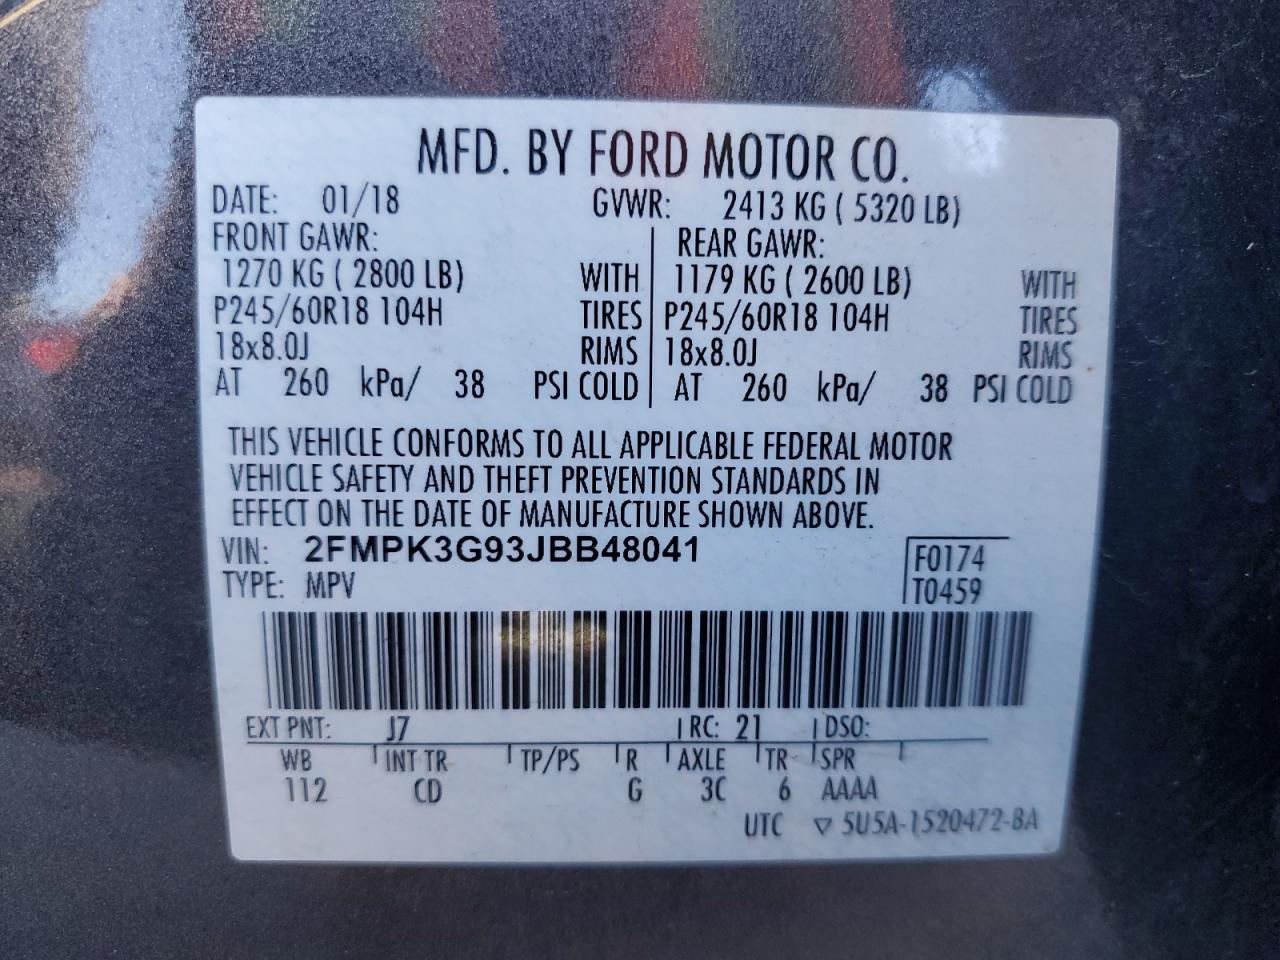 MFD. BY FORD MOTOR CO.
DATE: 01/18 GVWR: 2413 KG ( 5320 LB)
FRONT GAWR: REAR GAWR:
1270 KG ( 2800 LB) WITH 1179 KG ( 2600 LB) WITH
P245/60R18 104H TIRES P245/60R18 104H TIRES
18x8.0J RIMS 18x8.0J RIMS
AT 260 kPa/ 38 PSI COLD AT 260 kPa/ 38 PSI COLD
THIS VEHICLE CONFORMS TO ALL APPLICABLE FEDERAL MOTOR
VEHICLE SAFETY AND THEFT PREVENTION STANDARDS IN
EFFECT ON THE DATE OF MANUFACTURE SHOWN ABOVE.
VIN: 2FMPK3G93JBB48041 F0174
TYPE: MPV T0459
EXT PNT: J7 RC: 21 DSO:
WB INT TR TP/PS R AXLE TR SPR
112 CD G 3C 6 AAAA
UTC ▽ 5U5A-1520472-BA